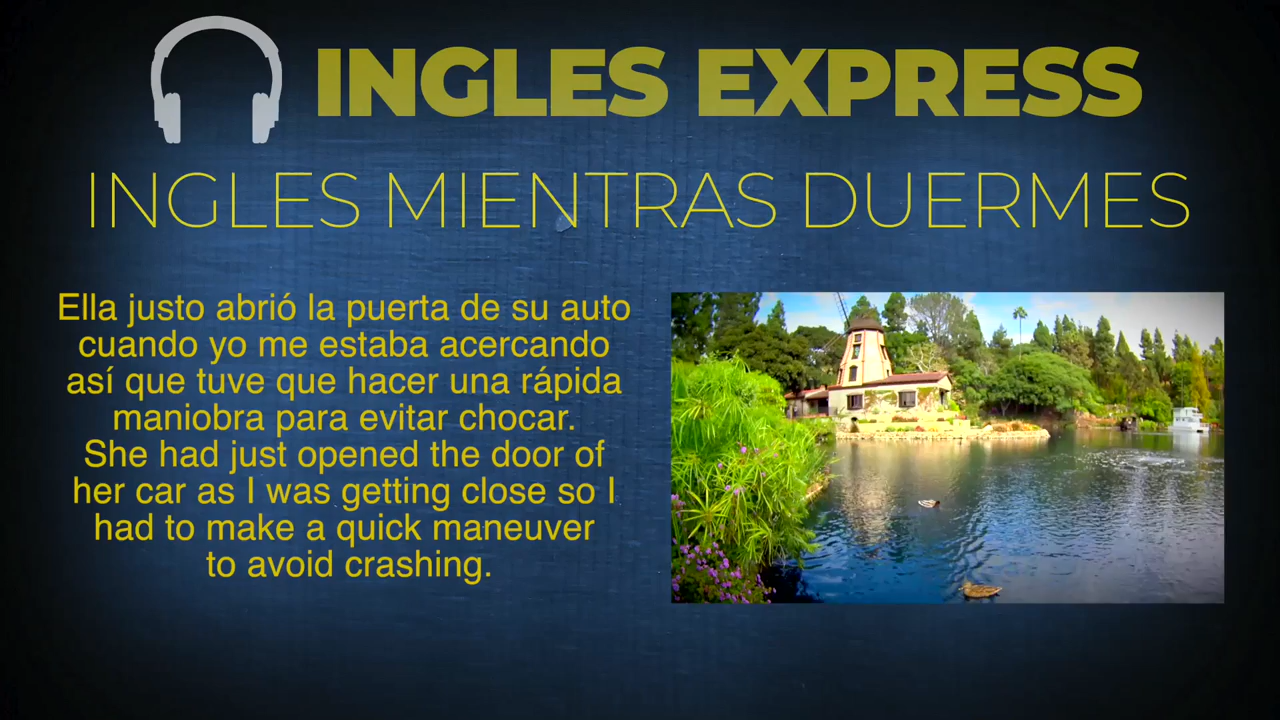 INGLES EXPRESS
INGLES MIENTRAS DUERMES
Ella justo abrió la puerta de su auto
cuando yo me estaba acercando
así que tuve que hacer una rápida
maniobra para evitar chocar.
She had just opened the door of
her car as I was getting close so I
had to make a quick maneuver
to avoid crashing.